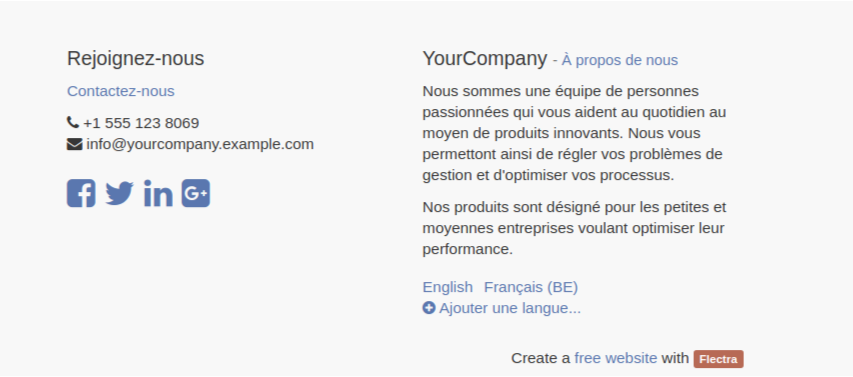 Rejoignez-nous
Contactez-nous
+1 555 123 8069
info@yourcompany.example.com
YourCompany - À propos de nous
Nous sommes une équipe de personnes
passionnées qui vous aident au quotidien au
moyen de produits innovants. Nous vous
permettont ainsi de régler vos problèmes de
gestion et d'optimiser vos processus.
Nos produits sont désigné pour les petites et
moyennes entreprises voulant optimiser leur
performance.
English Français (BE)
Ajouter une langue...
Create a free website with Flectra